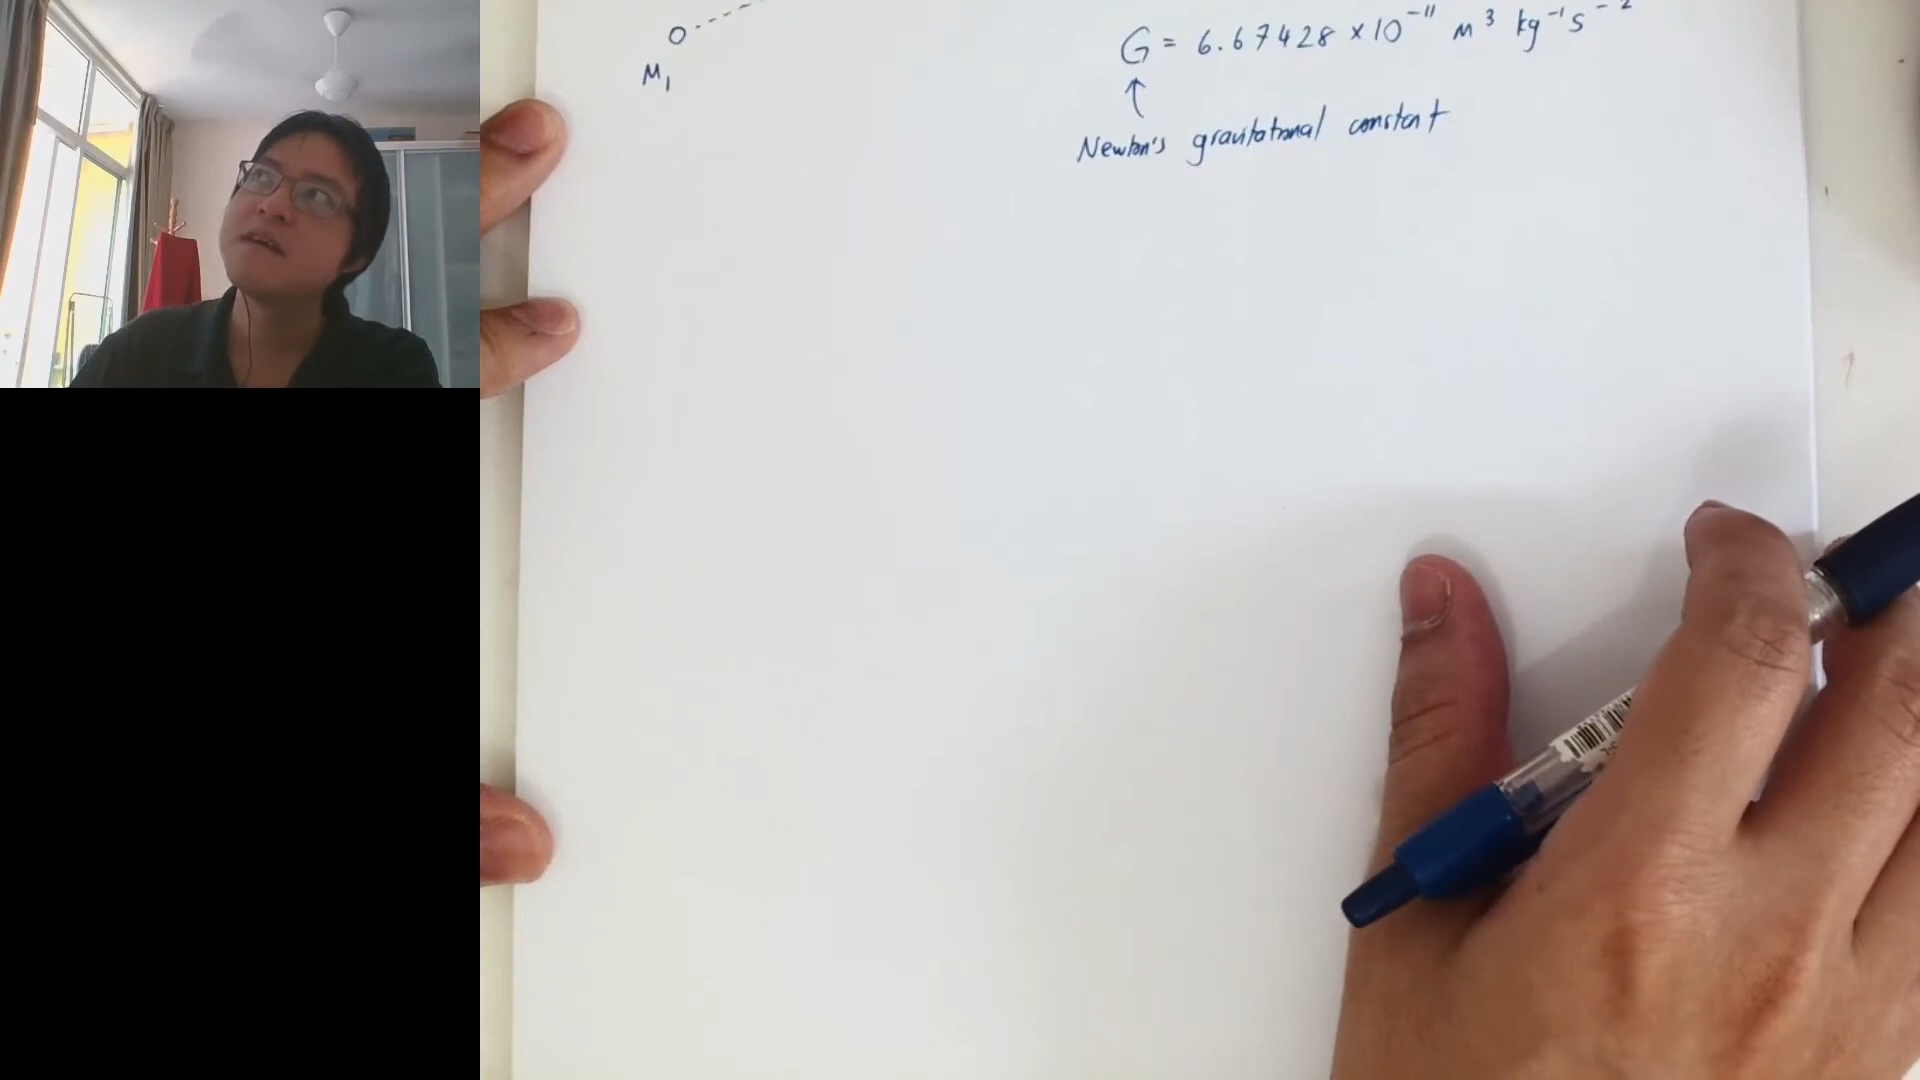 G = 6.67428 × 10⁻¹¹ m³ kg⁻¹ s⁻²
M₁
↑
Newton's gravitational constant